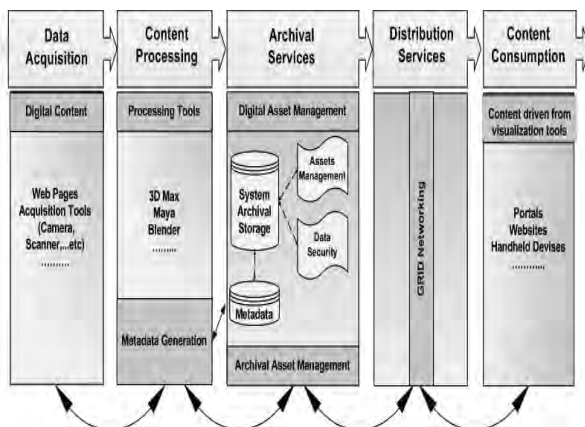 Data
Acquisition
Content
Processing
Archival
Services
Distribution
Services
Content
Consumption
Digital Content
Web Pages
Acquisition Tools
(Camera,
Scanner,...etc)
..........
Processing Tools
3D Max
Maya
Blender
.........
Metadata Generation
Digital Asset Management
System
Archival
Storage
Assets
Management
Data
Security
Metadata
Archival Asset Management
GRID Networking
Content driven from
visualization tools
Portals
Websites
Handheld Devises
............